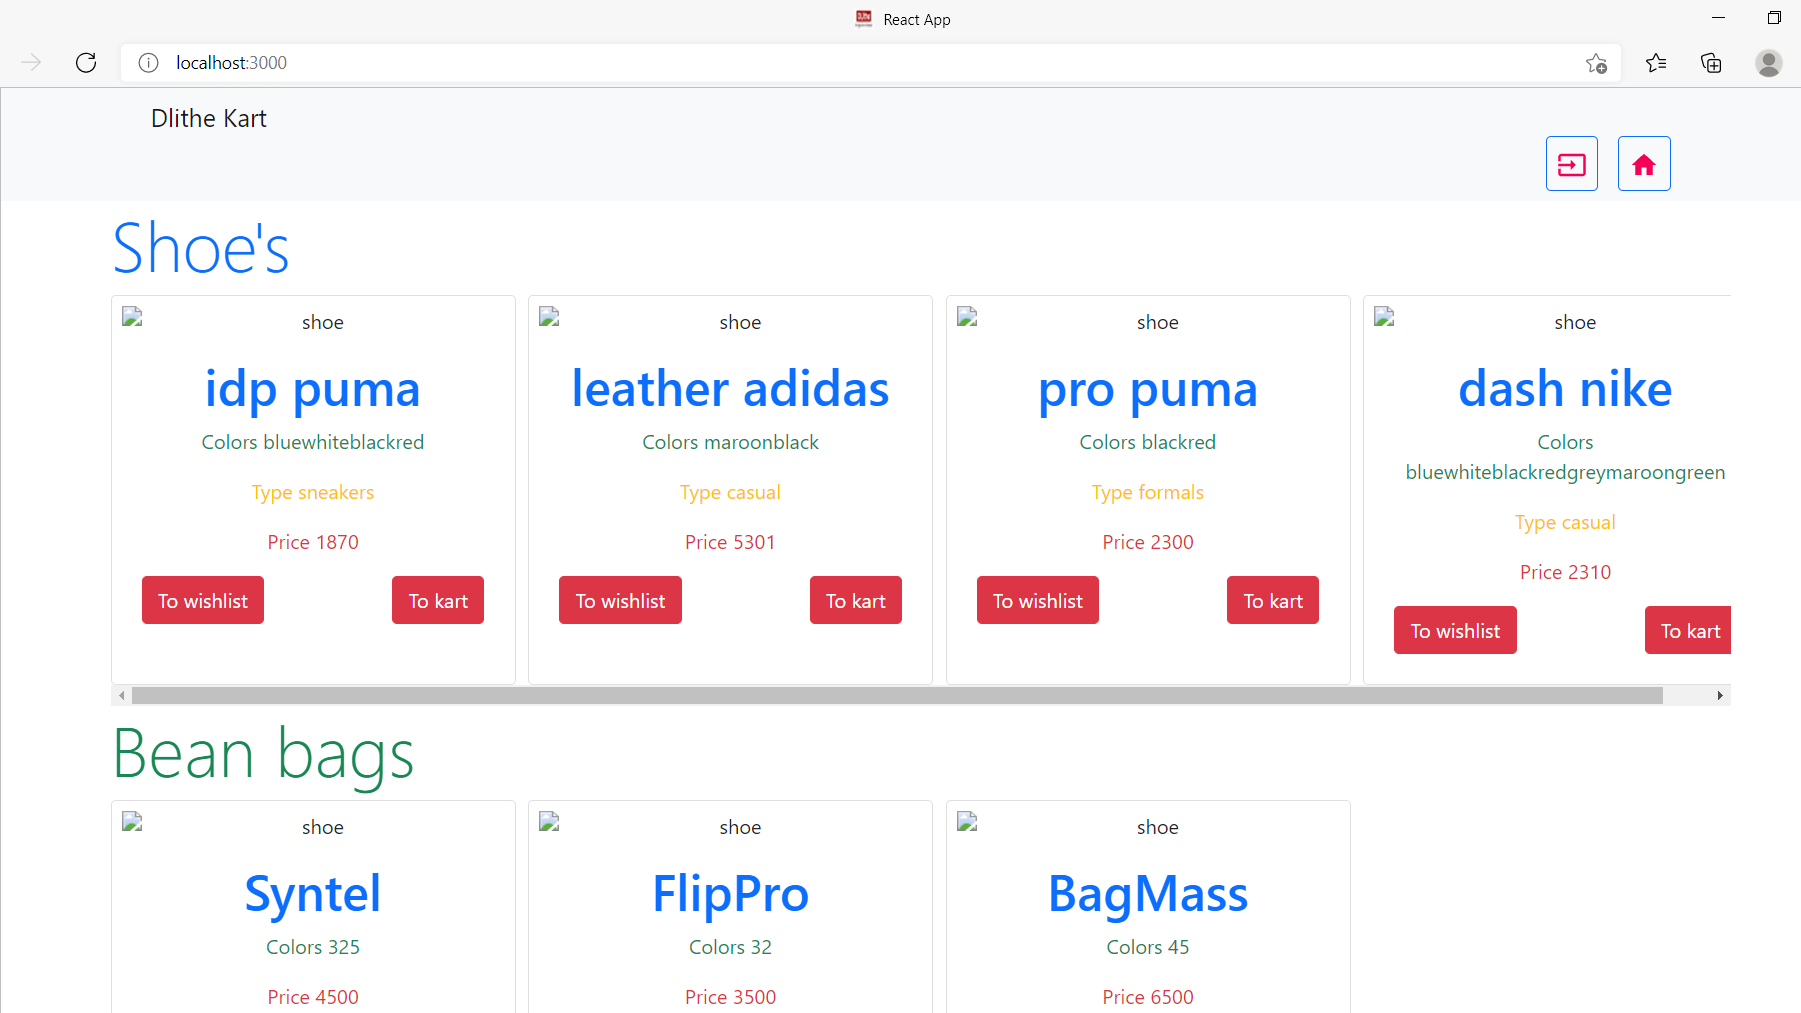 React App
localhost:3000
Dlithe Kart
Shoe's
shoe
idp puma
Colors bluewhiteblackred
Type sneakers
Price 1870
To wishlist To kart
shoe
leather adidas
Colors maroonblack
Type casual
Price 5301
To wishlist To kart
shoe
pro puma
Colors blackred
Type formals
Price 2300
To wishlist To kart
shoe
dash nike
Colors
bluewhiteblackredgreymaroongreen
Type casual
Price 2310
To wishlist To kart
Bean bags
shoe
Syntel
Colors 325
Price 4500
shoe
FlipPro
Colors 32
Price 3500
shoe
BagMass
Colors 45
Price 6500